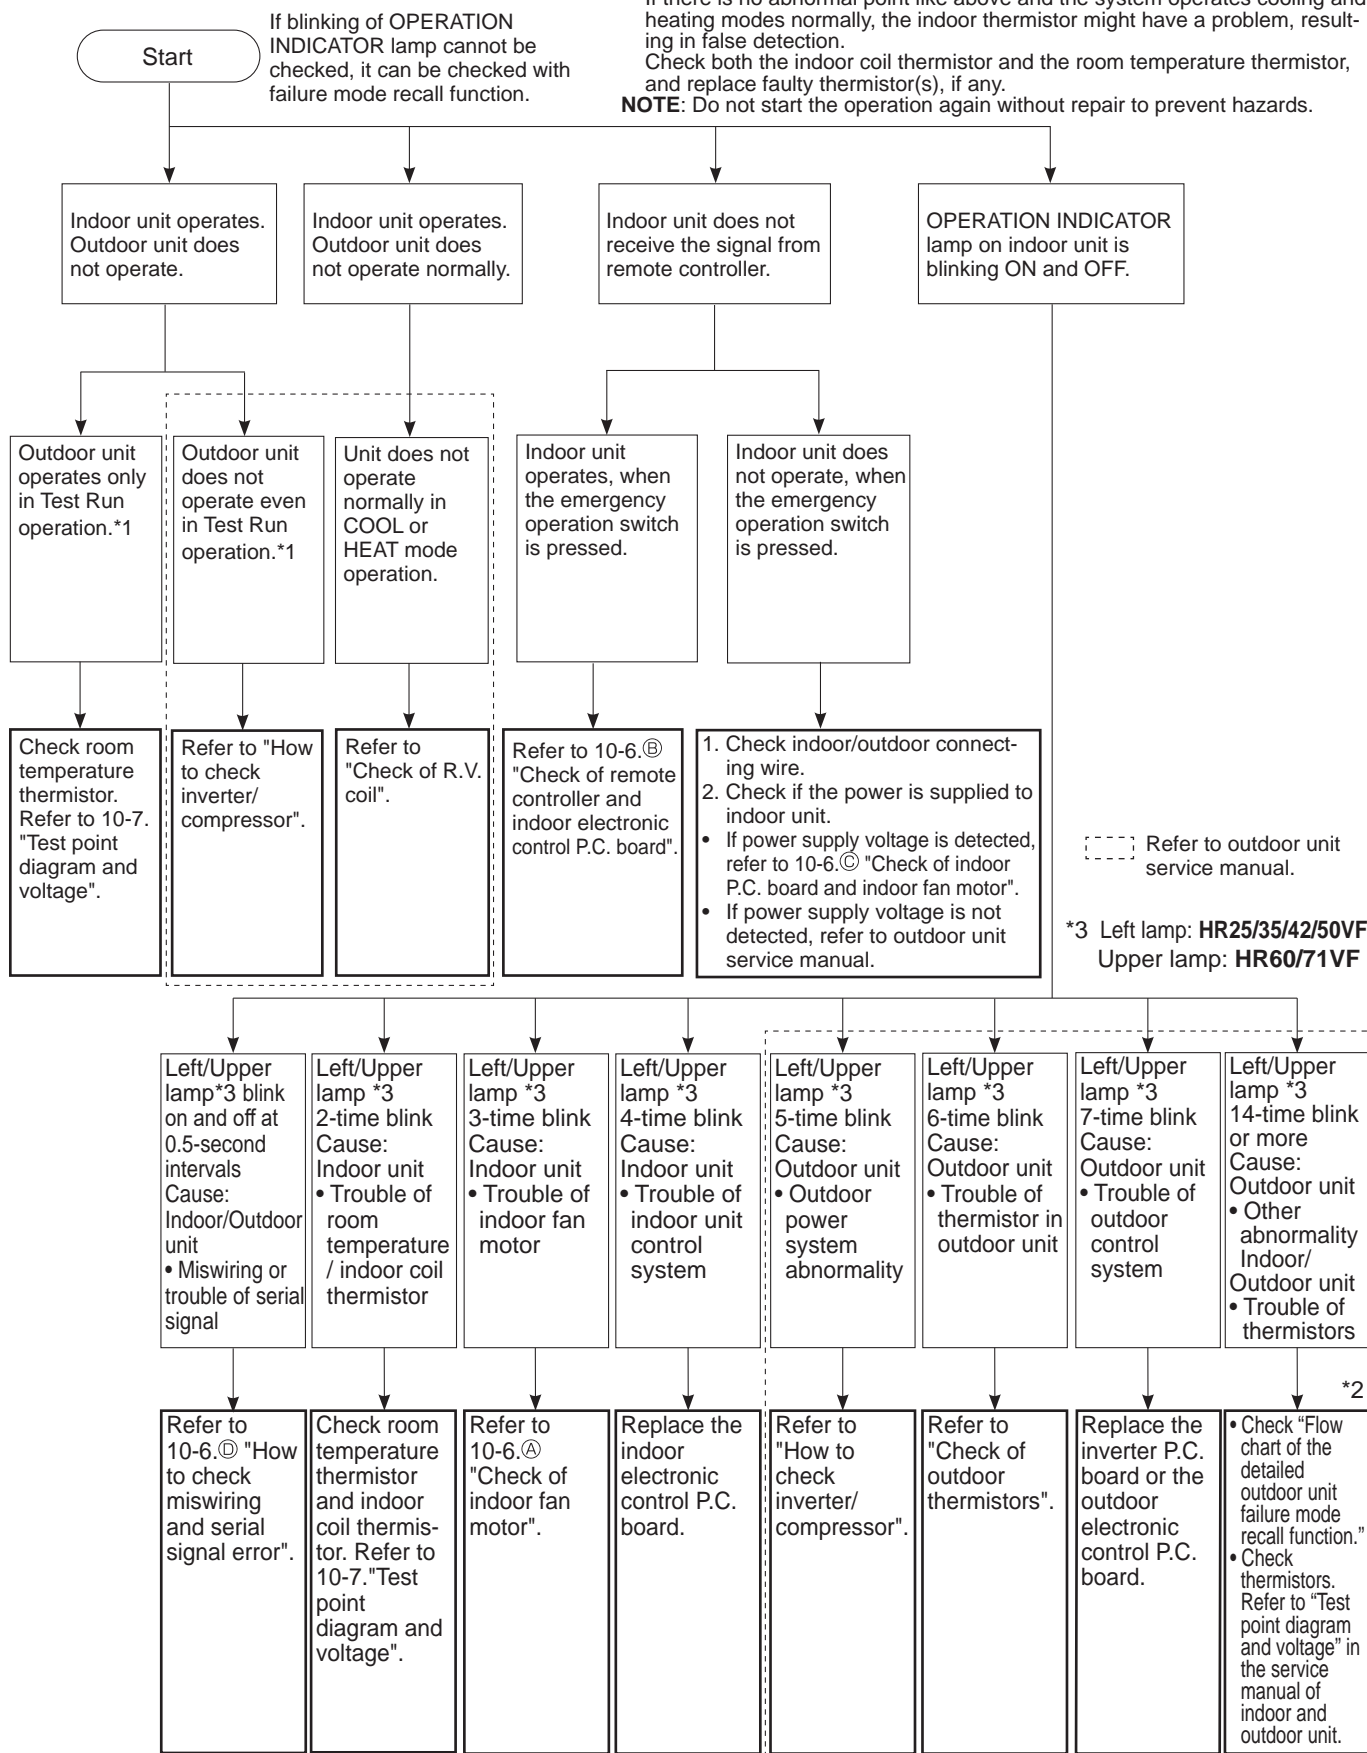 If there is no abnormal point like above and the system operates cooling and
heating modes normally, the indoor thermistor might have a problem, result-
ing in false detection.
Check both the indoor coil thermistor and the room temperature thermistor,
and replace faulty thermistor(s), if any.
NOTE: Do not start the operation again without repair to prevent hazards.
Start
If blinking of OPERATION
INDICATOR lamp cannot be
checked, it can be checked with
failure mode recall function.
Indoor unit operates.
Outdoor unit does
not operate.
Indoor unit operates.
Outdoor unit does
not operate normally.
Indoor unit does not
receive the signal from
remote controller.
OPERATION INDICATOR
lamp on indoor unit is
blinking ON and OFF.
Outdoor unit
operates only
in Test Run
operation.*1
Outdoor unit
does not
operate even
in Test Run
operation.*1
Unit does not
operate
normally in
COOL or
HEAT mode
operation.
Indoor unit
operates, when
the emergency
operation switch
is pressed.
Indoor unit does
not operate, when
the emergency
operation switch
is pressed.
Check room
temperature
thermistor.
Refer to 10-7.
"Test point
diagram and
voltage".
Refer to "How
to check
inverter/
compressor".
Refer to
"Check of R.V.
coil".
Refer to 10-6.Ⓑ
"Check of remote
controller and
indoor electronic
control P.C. board".
1. Check indoor/outdoor connect-
ing wire.
2. Check if the power is supplied to
indoor unit.
• If power supply voltage is detected,
refer to 10-6.Ⓒ "Check of indoor
P.C. board and indoor fan motor".
• If power supply voltage is not
detected, refer to outdoor unit
service manual.
Refer to outdoor unit
service manual.
*3 Left lamp: HR25/35/42/50VF
Upper lamp: HR60/71VF
Left/Upper
lamp*3 blink
on and off at
0.5-second
intervals
Cause:
Indoor/Outdoor
unit
• Miswiring or
trouble of serial
signal
Left/Upper
lamp *3
2-time blink
Cause:
Indoor unit
• Trouble of
room
temperature
/ indoor coil
thermistor
Left/Upper
lamp *3
3-time blink
Cause:
Indoor unit
• Trouble of
indoor fan
motor
Left/Upper
lamp *3
4-time blink
Cause:
Indoor unit
• Trouble of
indoor unit
control
system
Left/Upper
lamp *3
5-time blink
Cause:
Outdoor unit
• Outdoor
power
system
abnormality
Left/Upper
lamp *3
6-time blink
Cause:
Outdoor unit
• Trouble of
thermistor in
outdoor unit
Left/Upper
lamp *3
7-time blink
Cause:
Outdoor unit
• Trouble of
outdoor
control
system
Left/Upper
lamp *3
14-time blink
or more
Cause:
Outdoor unit
• Other
abnormality
Indoor/
Outdoor unit
• Trouble of
thermistors
*2
Refer to
10-6.Ⓓ "How
to check
miswiring
and serial
signal error".
Check room
temperature
thermistor
and indoor
coil thermis-
tor. Refer to
10-7."Test
point
diagram and
voltage".
Refer to
10-6.Ⓐ
"Check of
indoor fan
motor".
Replace the
indoor
electronic
control P.C.
board.
Refer to
"How to
check
inverter/
compressor".
Refer to
"Check of
outdoor
thermistors".
Replace the
inverter P.C.
board or the
outdoor
electronic
control P.C.
board.
• Check “Flow
chart of the
detailed
outdoor unit
failure mode
recall function.”
• Check
thermistors.
Refer to “Test
point diagram
and voltage” in
the service
manual of
indoor and
outdoor unit.